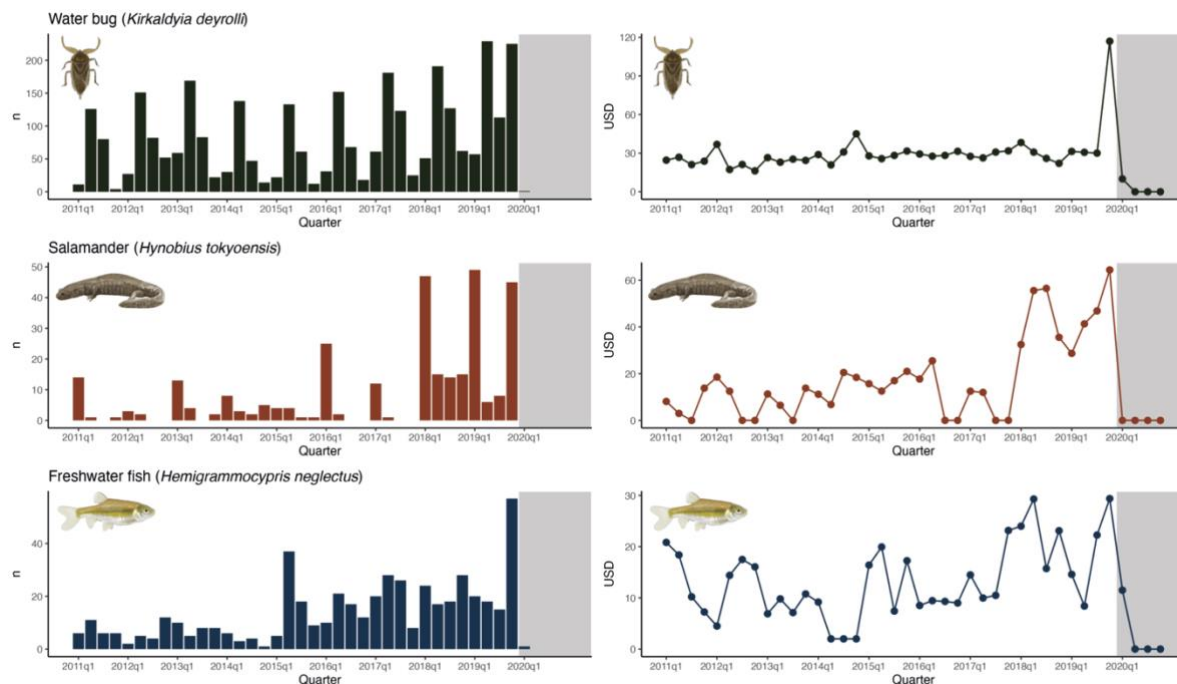 Water bug (Kirkaldyia deyrolli)
n
200
150
100
50
0
2011q1 2012q1 2013q1 2014q1 2015q1 2016q1 2017q1 2018q1 2019q1 2020q1
Quarter
USD
120
90
60
30
0
2011q1 2012q1 2013q1 2014q1 2015q1 2016q1 2017q1 2018q1 2019q1 2020q1
Quarter
Salamander (Hynobius tokyoensis)
n
50
40
30
20
10
0
2011q1 2012q1 2013q1 2014q1 2015q1 2016q1 2017q1 2018q1 2019q1 2020q1
Quarter
USD
60
40
20
0
2011q1 2012q1 2013q1 2014q1 2015q1 2016q1 2017q1 2018q1 2019q1 2020q1
Quarter
Freshwater fish (Hemigrammocypris neglectus)
n
40
20
0
2011q1 2012q1 2013q1 2014q1 2015q1 2016q1 2017q1 2018q1 2019q1 2020q1
Quarter
USD
30
20
10
0
2011q1 2012q1 2013q1 2014q1 2015q1 2016q1 2017q1 2018q1 2019q1 2020q1
Quarter